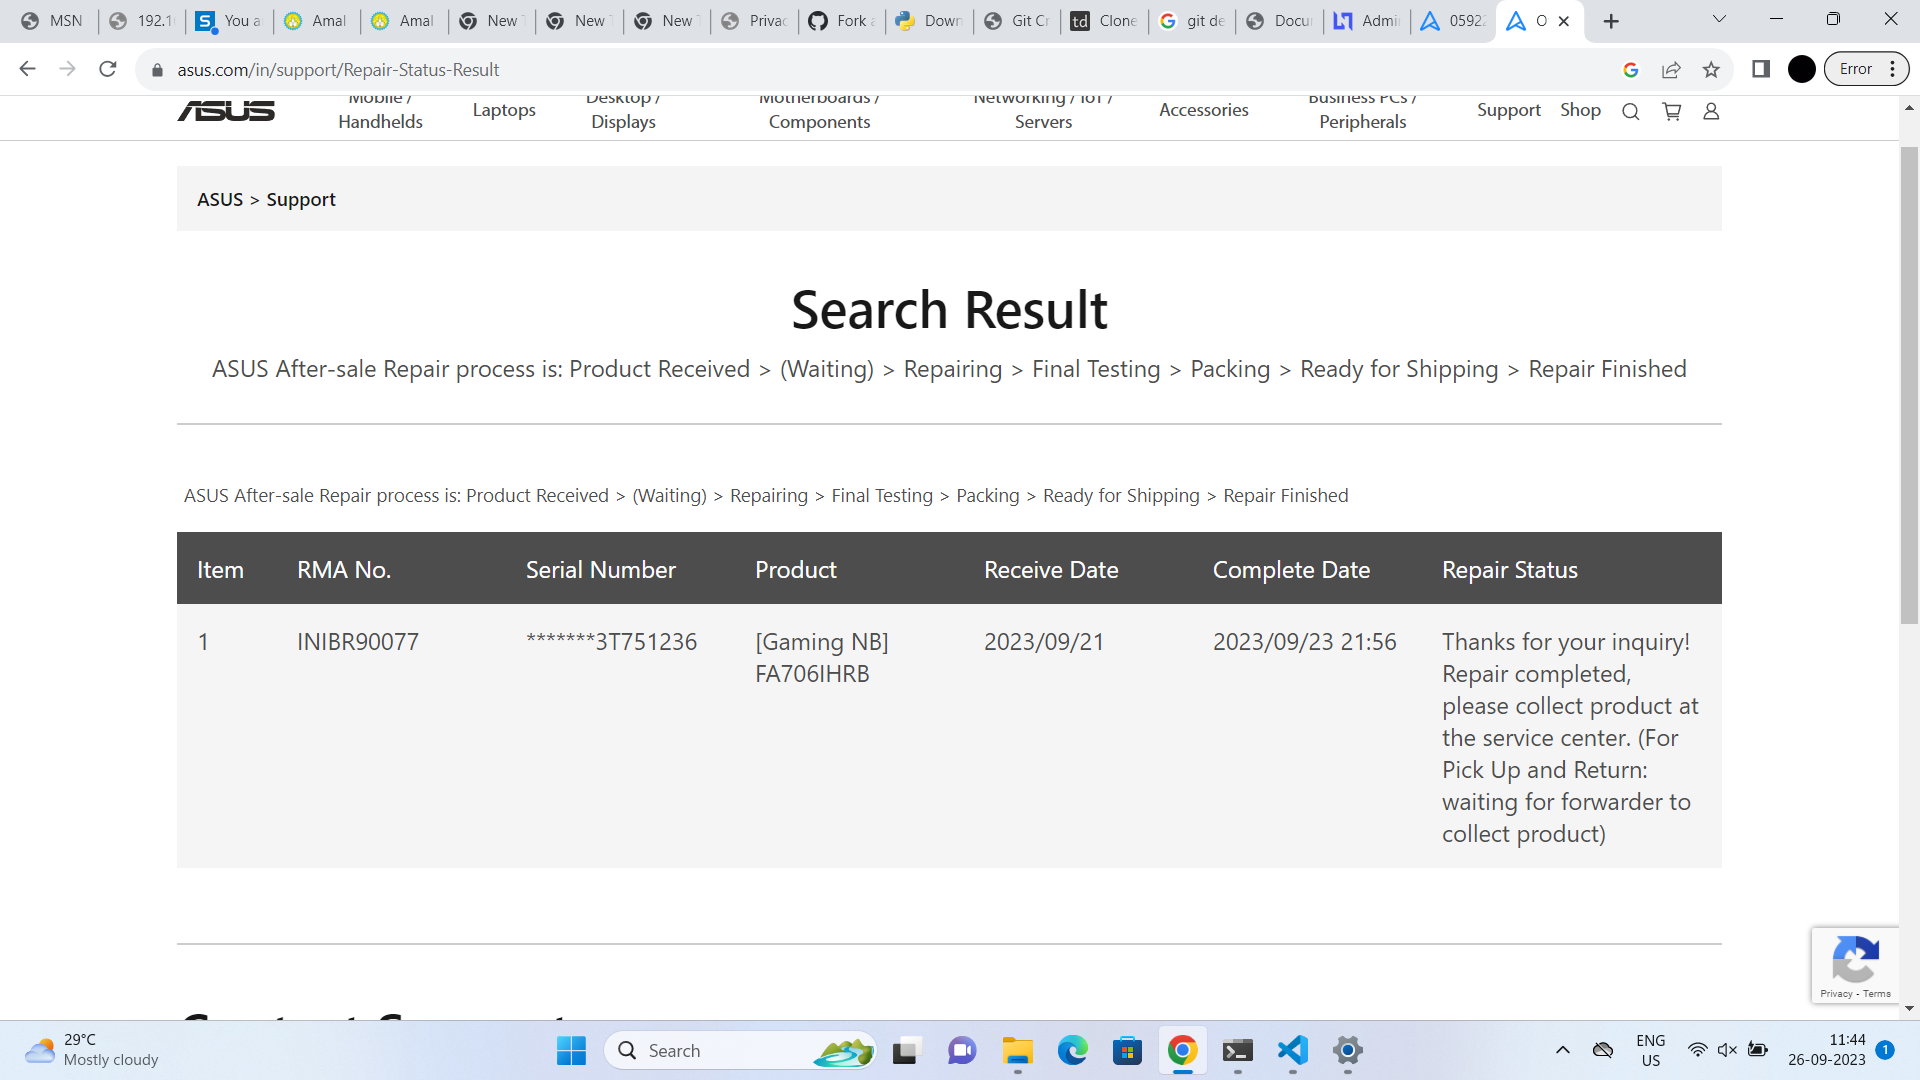 MSN
192.1
You a
Amal
Amal
New T
New T
New T
Privac
Fork a
Down
Git Cr
Clone
git de
Docu
Admi
0592
O
asus.com/in/support/Repair-Status-Result
Error
ASUS
Mobile /
Handhelds
Laptops
Desktop /
Displays
Motherboards /
Components
Networking / IoT /
Servers
Accessories
Business PCs /
Peripherals
Support
Shop
ASUS > Support
Search Result
ASUS After-sale Repair process is: Product Received > (Waiting) > Repairing > Final Testing > Packing > Ready for Shipping > Repair Finished
ASUS After-sale Repair process is: Product Received > (Waiting) > Repairing > Final Testing > Packing > Ready for Shipping > Repair Finished
Item RMA No. Serial Number Product Receive Date Complete Date Repair Status
1 INIBR90077 *******3T751236 [Gaming NB] 2023/09/21 2023/09/23 21:56 Thanks for your inquiry!
FA706IHRB Repair completed,
please collect product at
the service center. (For
Pick Up and Return:
waiting for forwarder to
collect product)
Privacy - Terms
29°C
Mostly cloudy
Search
ENG
US
11:44
26-09-2023
1